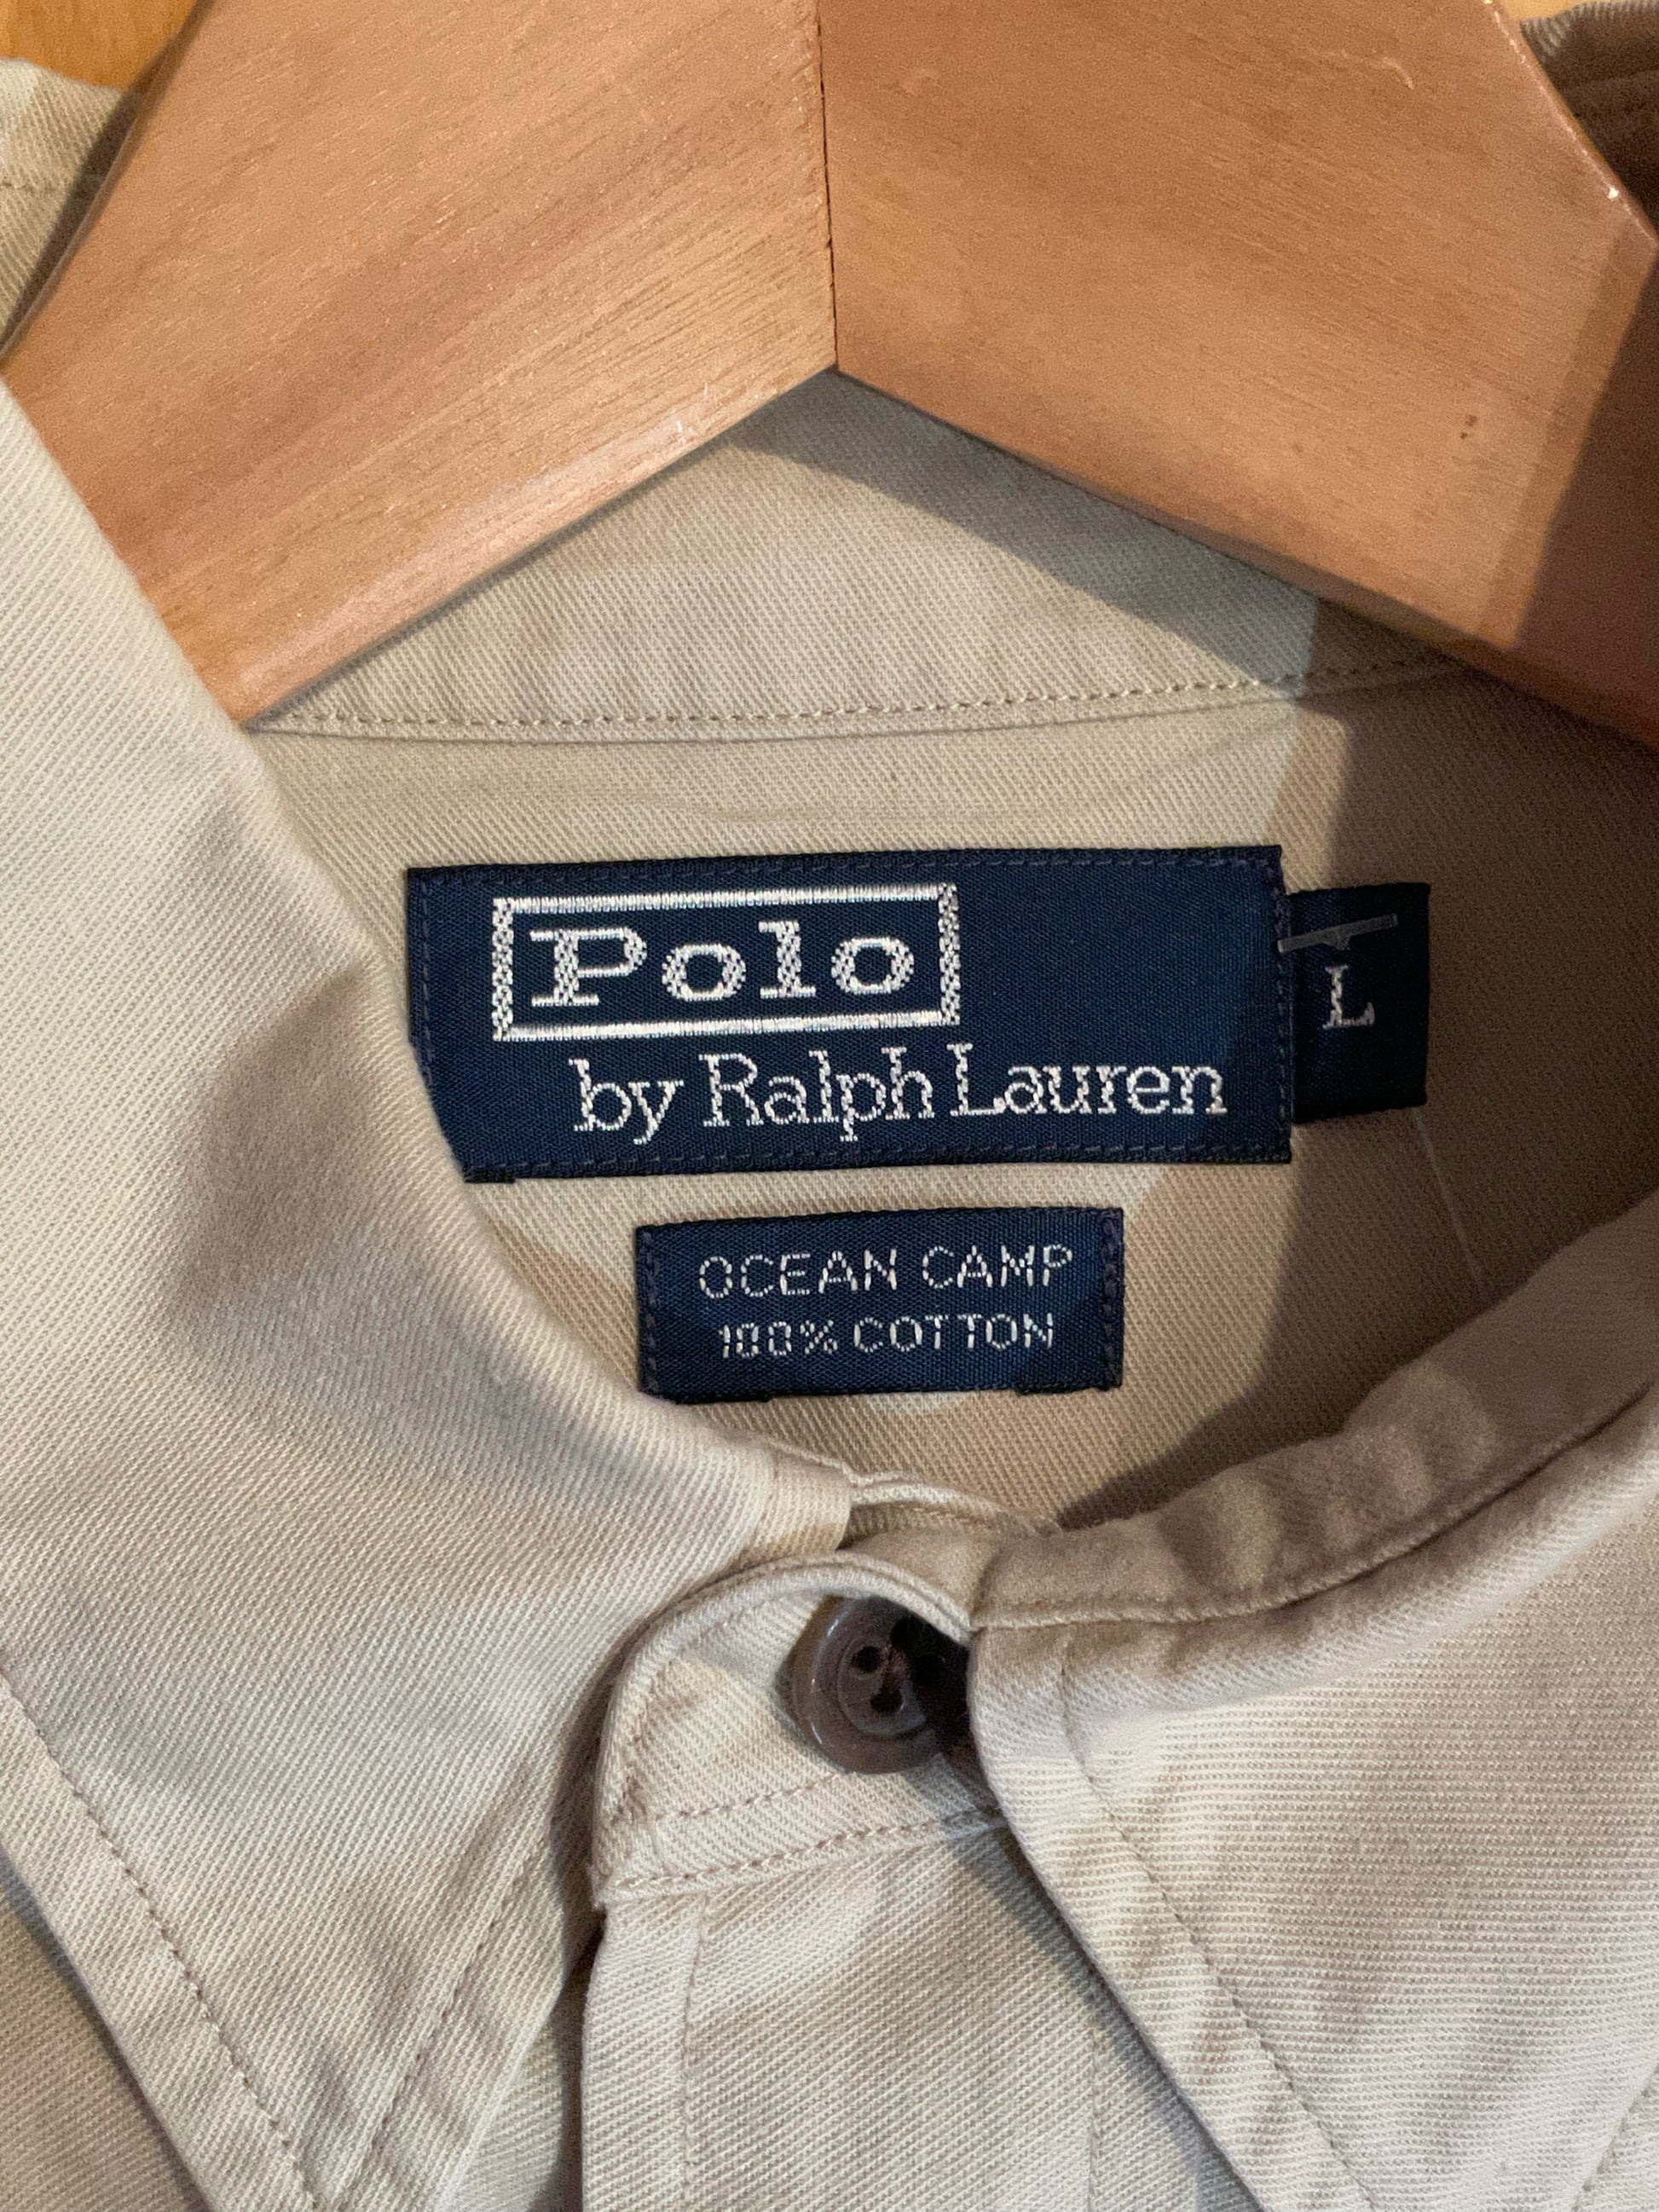 Polo
by Ralph Lauren
L
OCEAN CAMP
100% COTTON